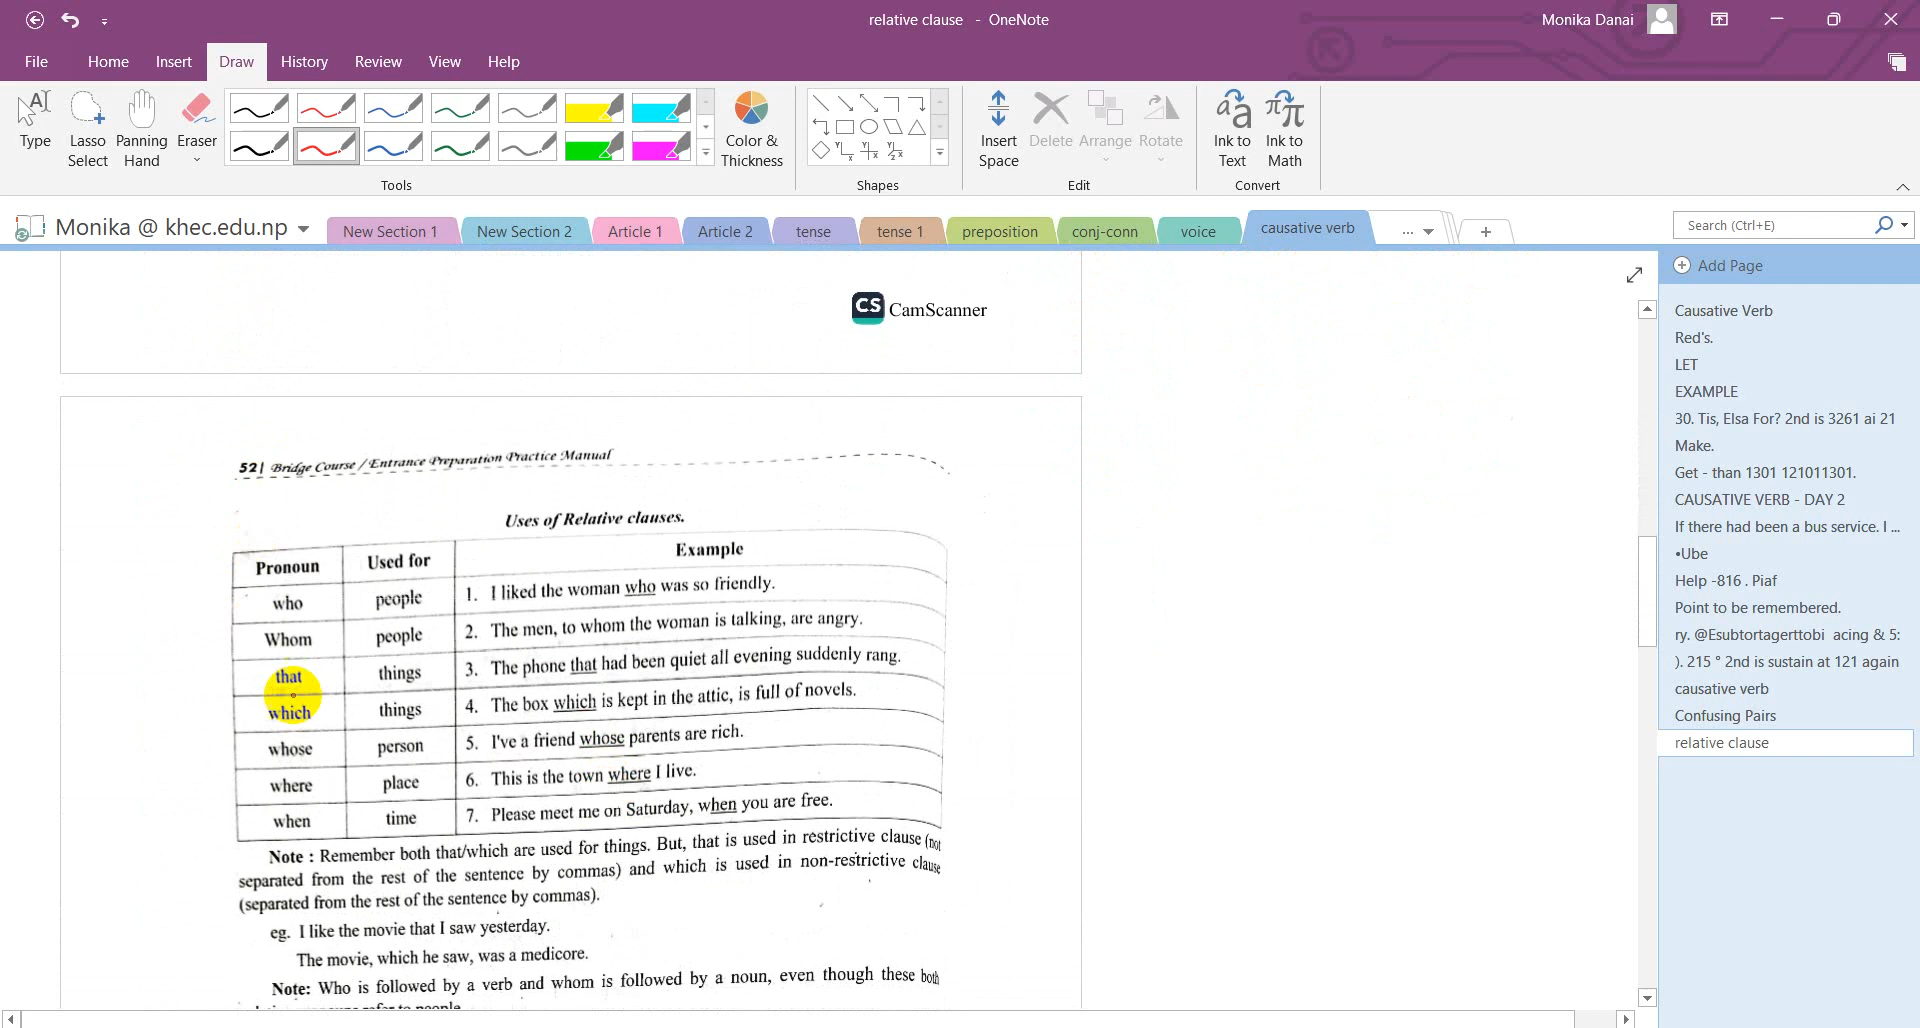 relative clause - OneNote
Monika Danai
File Home Insert Draw History Review View Help
Type
Lasso Select
Panning Hand
Eraser
Color & Thickness
Insert Space
Delete
Arrange
Rotate
Ink to Text
Ink to Math
Tools
Shapes
Edit
Convert
Monika @ khec.edu.np
New Section 1 New Section 2 Article 1 Article 2 tense tense 1 preposition conj-conn voice causative verb ... +
Search (Ctrl+E)
Add Page
Causative Verb
Red's.
LET
EXAMPLE
30. Tis, Elsa For? 2nd is 3261 ai 21
Make.
Get - than 1301 121011301.
CAUSATIVE VERB - DAY 2
If there had been a bus service. I ...
•Ube
Help -816 . Piaf
Point to be remembered.
ry. @Esubtortagerttobi acing & 5:
). 215 ° 2nd is sustain at 121 again
causative verb
Confusing Pairs
relative clause
CS CamScanner
52| Bridge Course / Entrance Preparation Practice Manual
Uses of Relative clauses.
Pronoun Used for Example
who people 1. I liked the woman who was so friendly.
Whom people 2. The men, to whom the woman is talking, are angry.
that things 3. The phone that had been quiet all evening suddenly rang.
which things 4. The box which is kept in the attic, is full of novels.
whose person 5. I've a friend whose parents are rich.
where place 6. This is the town where I live.
when time 7. Please meet me on Saturday, when you are free.
Note : Remember both that/which are used for things. But, that is used in restrictive clause (not
separated from the rest of the sentence by commas) and which is used in non-restrictive clause
(separated from the rest of the sentence by commas).
eg. I like the movie that I saw yesterday.
The movie, which he saw, was a medicore.
Note: Who is followed by a verb and whom is followed by a noun, even though these both